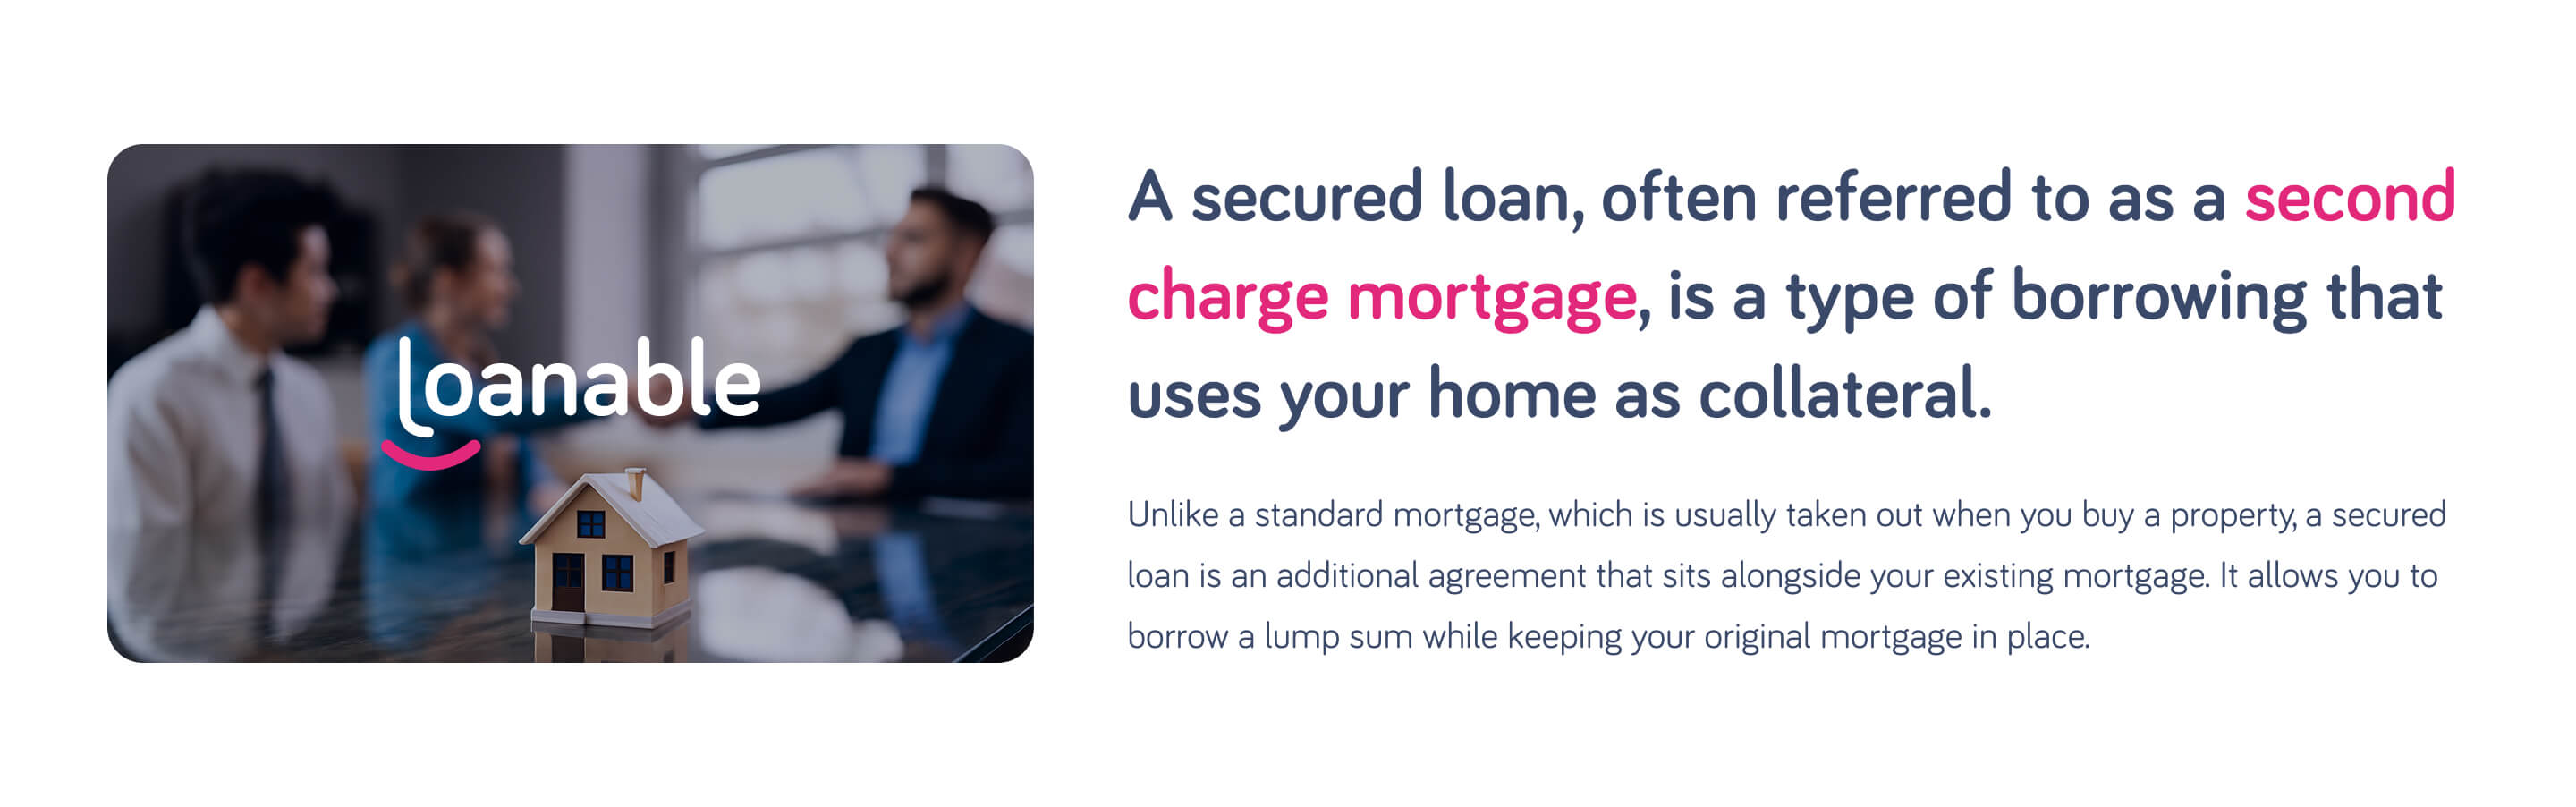 loanable
A secured loan, often referred to as a second
charge mortgage, is a type of borrowing that
uses your home as collateral.
Unlike a standard mortgage, which is usually taken out when you buy a property, a secured
loan is an additional agreement that sits alongside your existing mortgage. It allows you to
borrow a lump sum while keeping your original mortgage in place.